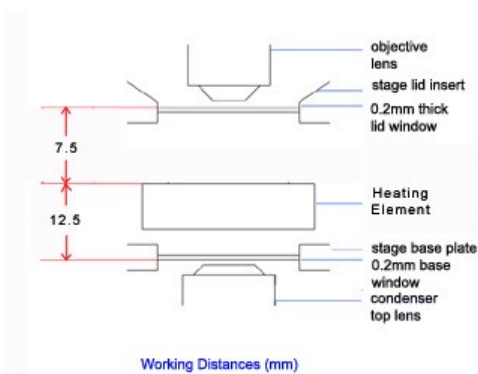 objective
lens
stage lid insert
0.2mm thick
lid window
7.5
Heating
Element
12.5
stage base plate
0.2mm base
window
condenser
top lens
Working Distances (mm)